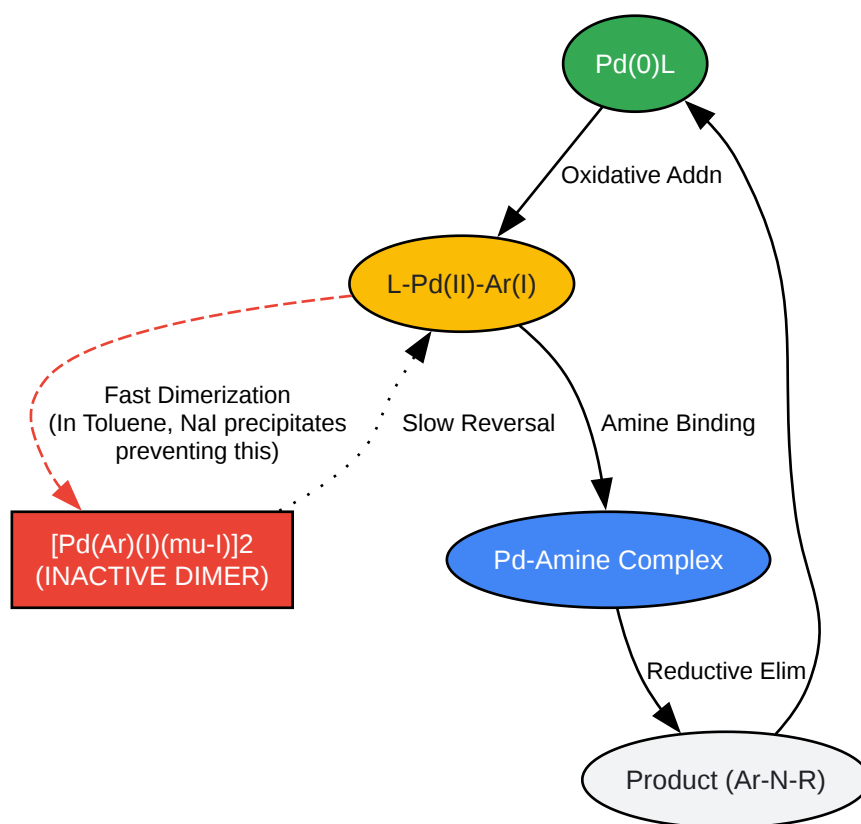 Pd(0)L
Oxidative Addn
L-Pd(II)-Ar(I)
Fast Dimerization
(In Toluene, NaI precipitates
preventing this)
Slow Reversal
Amine Binding
[Pd(Ar)(I)(mu-I)]2
(INACTIVE DIMER)
Pd-Amine Complex
Reductive Elim
Product (Ar-N-R)